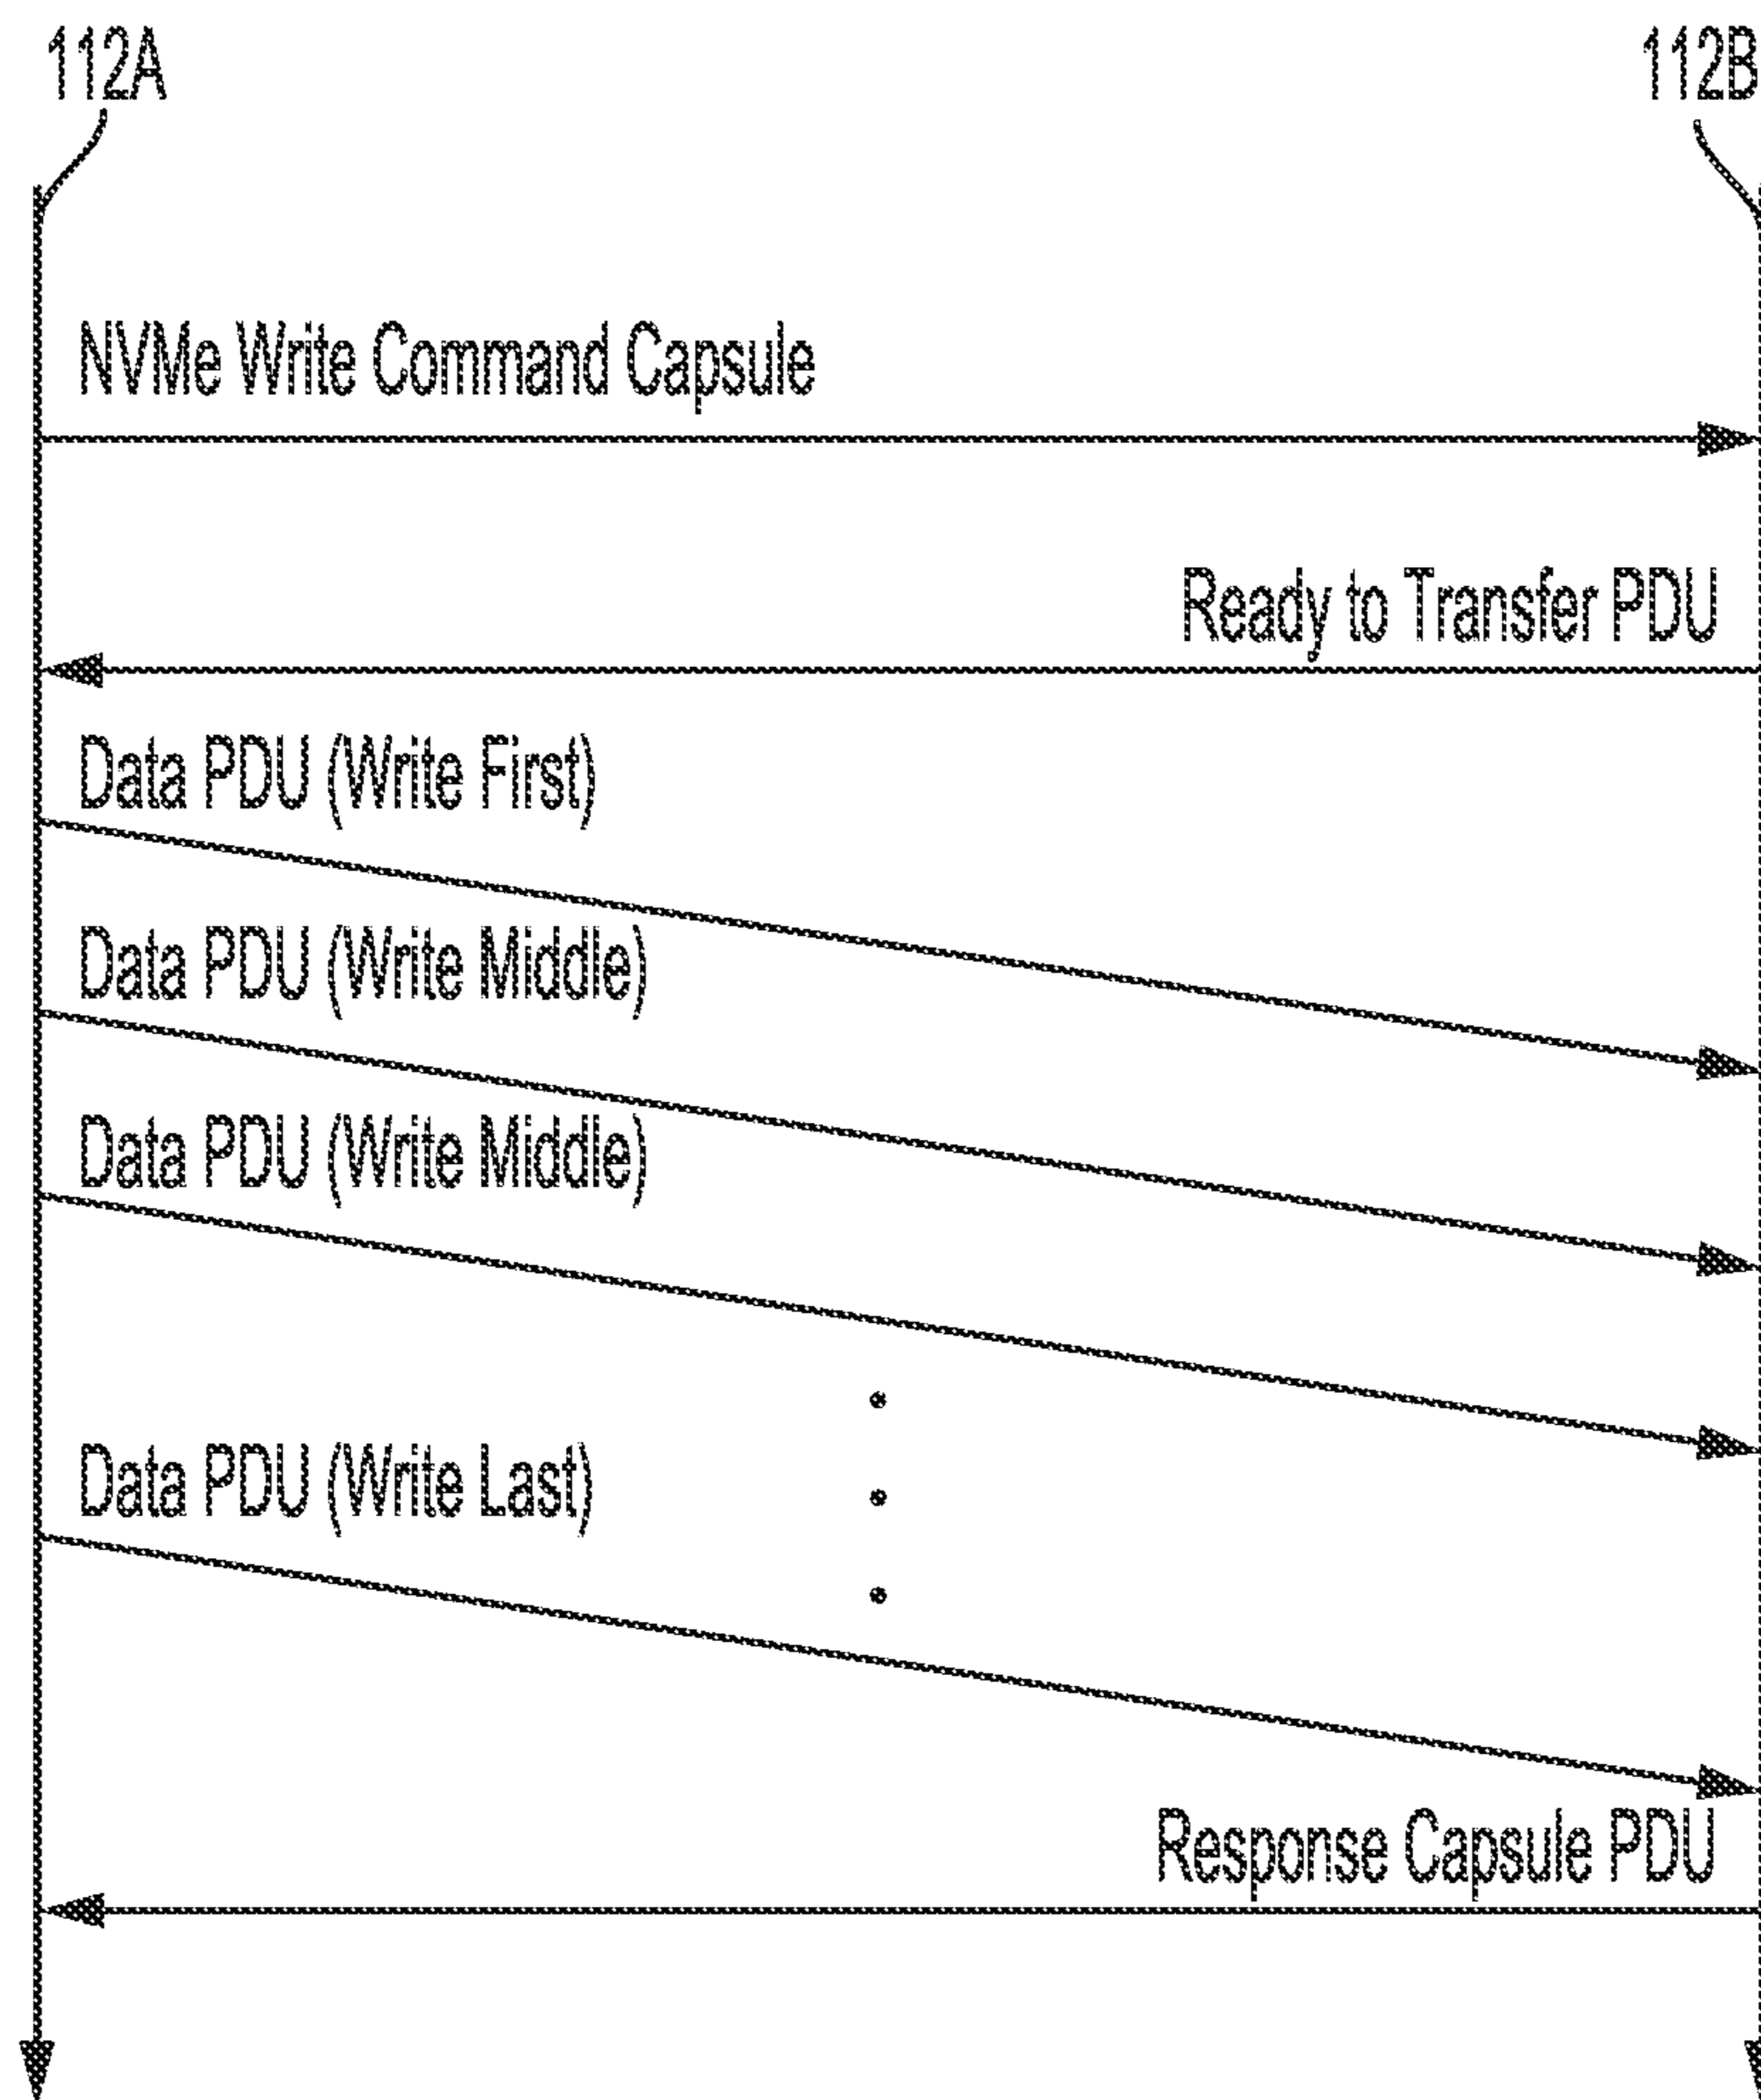 112A
112B
NVMe Write Command Capsule
Ready to Transfer PDU
Data PDU (Write First)
Data PDU (Write Middle)
Data PDU (Write Middle)
Data PDU (Write Last)
Response Capsule PDU